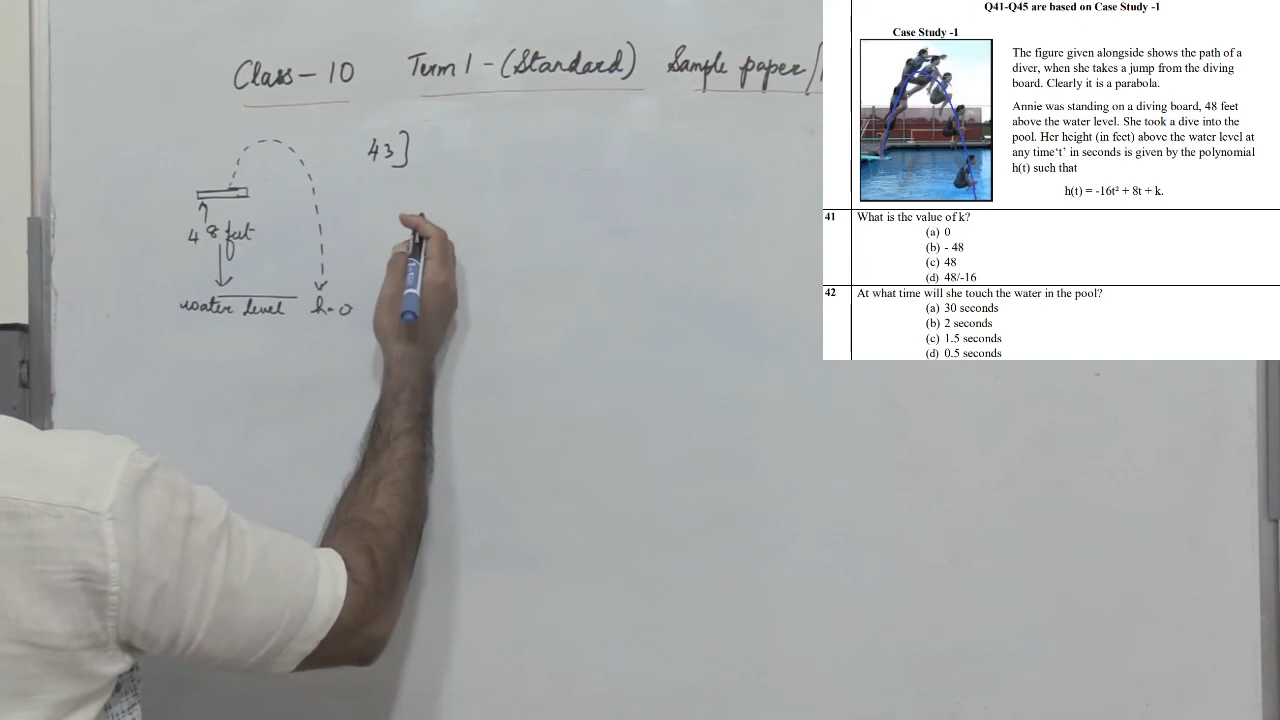 Class - 10 Term 1 - (Standard) Sample paper/
43]
48 feet
water level h=0
Q41-Q45 are based on Case Study -1
Case Study -1
The figure given alongside shows the path of a
diver, when she takes a jump from the diving
board. Clearly it is a parabola.
Annie was standing on a diving board, 48 feet
above the water level. She took a dive into the
pool. Her height (in feet) above the water level at
any time‘t’ in seconds is given by the polynomial
h(t) such that
h(t) = -16t² + 8t + k.
41 What is the value of k?
(a) 0
(b) - 48
(c) 48
(d) 48/-16
42 At what time will she touch the water in the pool?
(a) 30 seconds
(b) 2 seconds
(c) 1.5 seconds
(d) 0.5 seconds